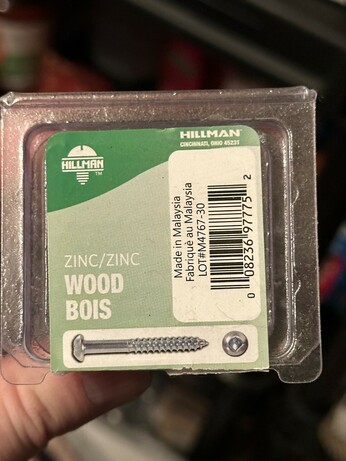 HILLMAN
CINCINNATI, OHIO 45231
HILLMAN
TM
ZINC/ZINC
WOOD
BOIS
Made in Malaysia
Fabriqué au Malaysia
LOT#M4767-30
0 08236 97775 2